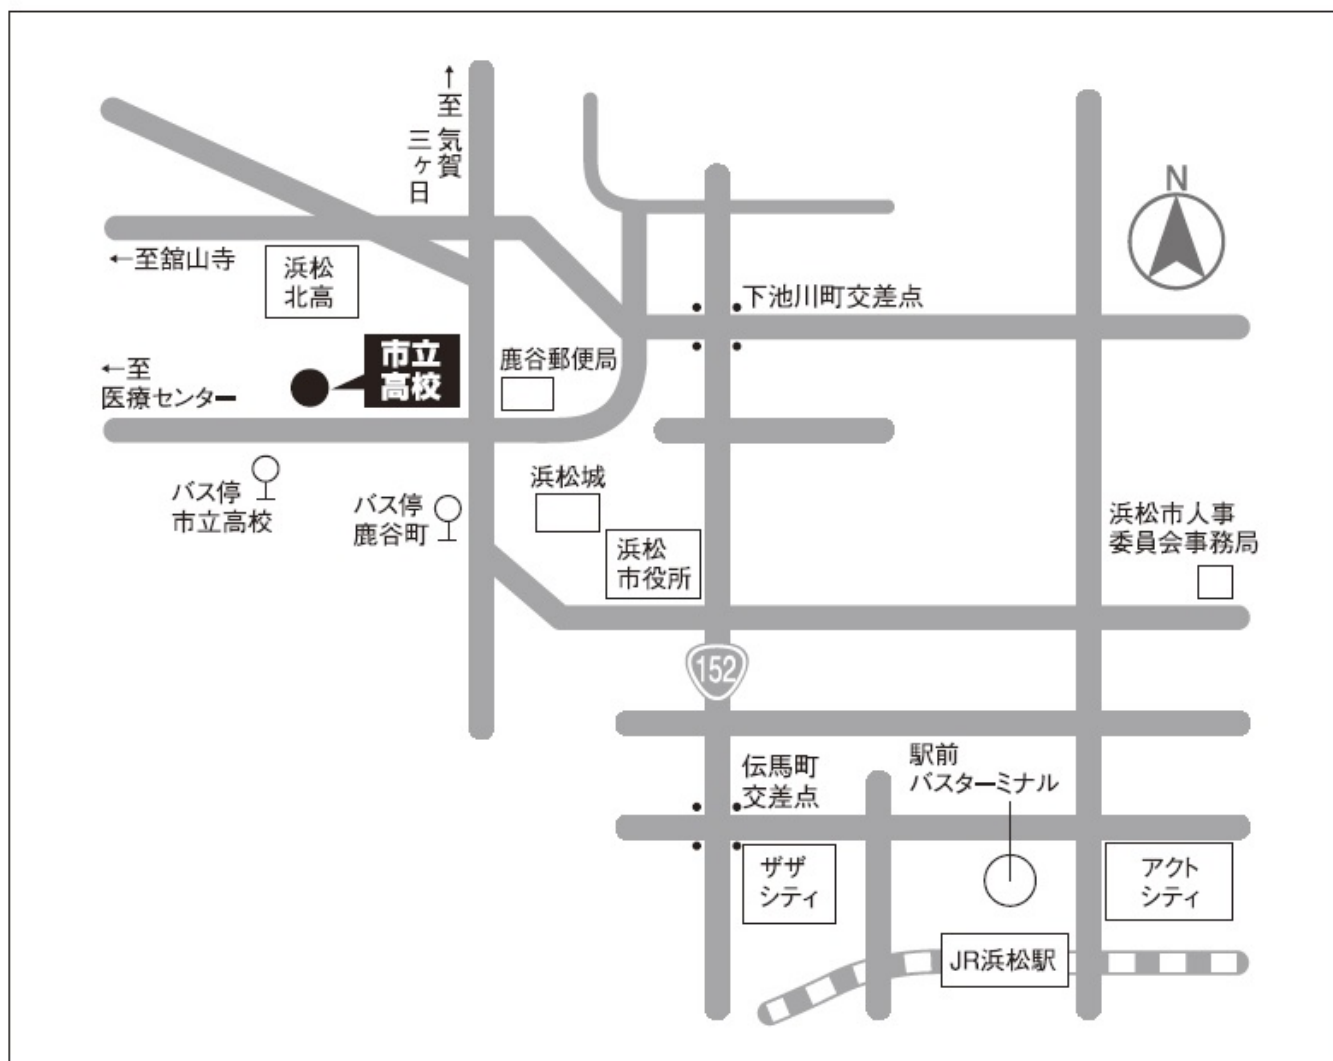 ↑至 気賀
三ヶ日
N
←至舘山寺
浜松
北高
下池川町交差点
市立
高校
鹿谷郵便局
←至
医療センター
バス停
市立高校
バス停
鹿谷町
浜松城
浜松
市役所
浜松市人事
委員会事務局
152
伝馬町
交差点
駅前
バスターミナル
ザザ
シティ
アクト
シティ
JR浜松駅